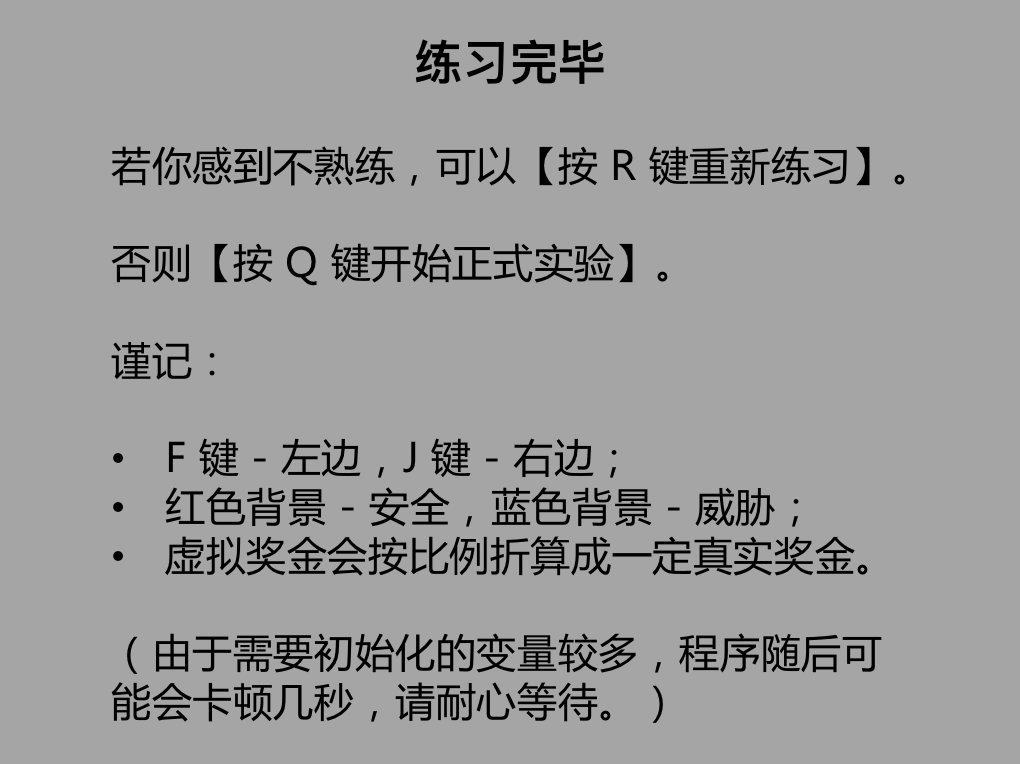 练习完毕
若你感到不熟练，可以【按 R 键重新练习】。
否则【按 Q 键开始正式实验】。
谨记：
• F 键 - 左边，J 键 - 右边；
• 红色背景 - 安全，蓝色背景 - 威胁；
• 虚拟奖金会按比例折算成一定真实奖金。
（由于需要初始化的变量较多，程序随后可
能会卡顿几秒，请耐心等待。）